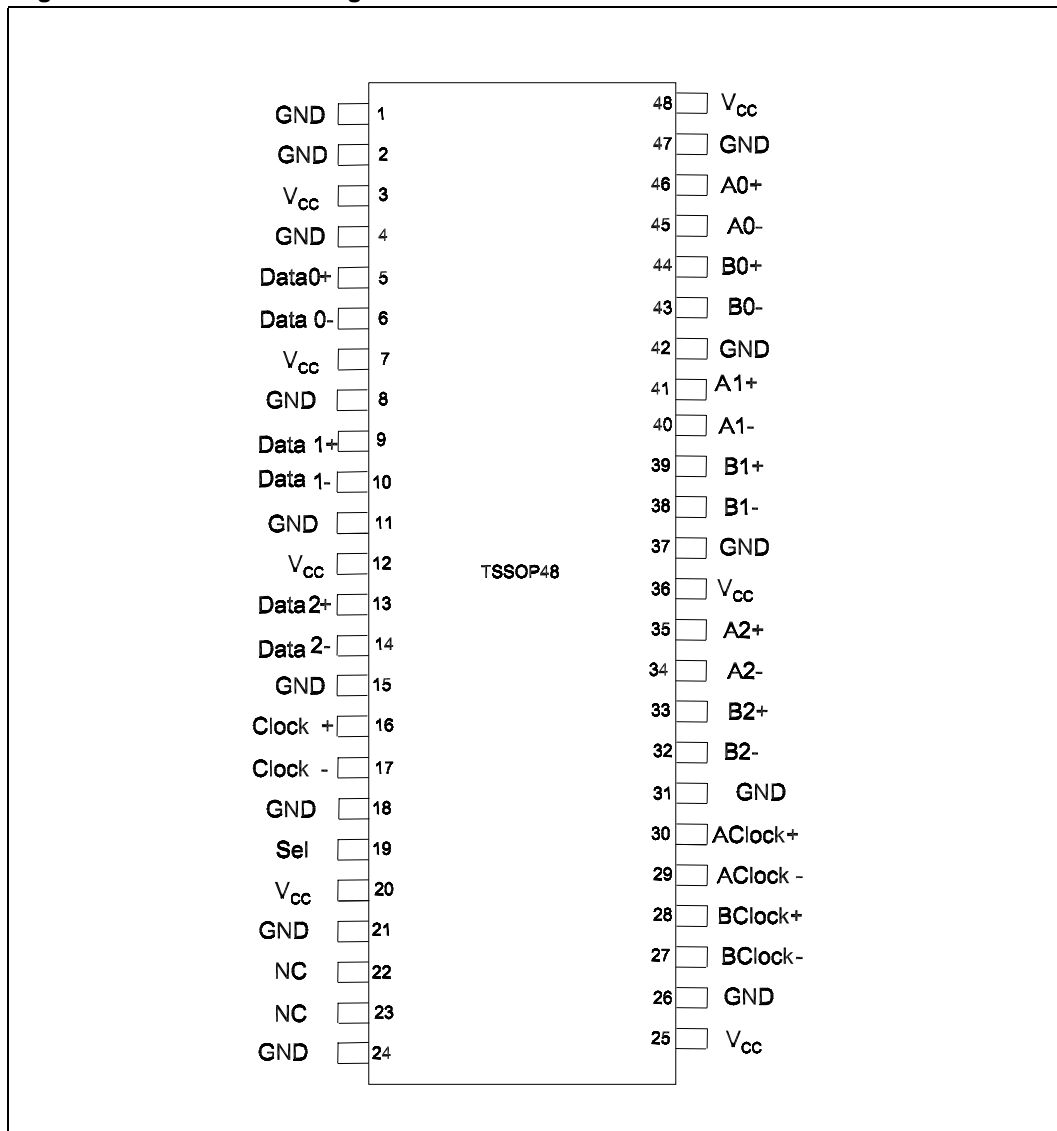 GND 1
GND 2
VCC 3
GND 4
Data0+ 5
Data 0- 6
VCC 7
GND 8
Data 1+ 9
Data 1- 10
GND 11
VCC 12
Data2+ 13
Data 2- 14
GND 15
Clock + 16
Clock - 17
GND 18
Sel 19
VCC 20
GND 21
NC 22
NC 23
GND 24
TSSOP48
48 VCC
47 GND
46 A0+
45 A0-
44 B0+
43 B0-
42 GND
41 A1+
40 A1-
39 B1+
38 B1-
37 GND
36 VCC
35 A2+
34 A2-
33 B2+
32 B2-
31 GND
30 AClock+
29 AClock -
28 BClock+
27 BClock-
26 GND
25 VCC